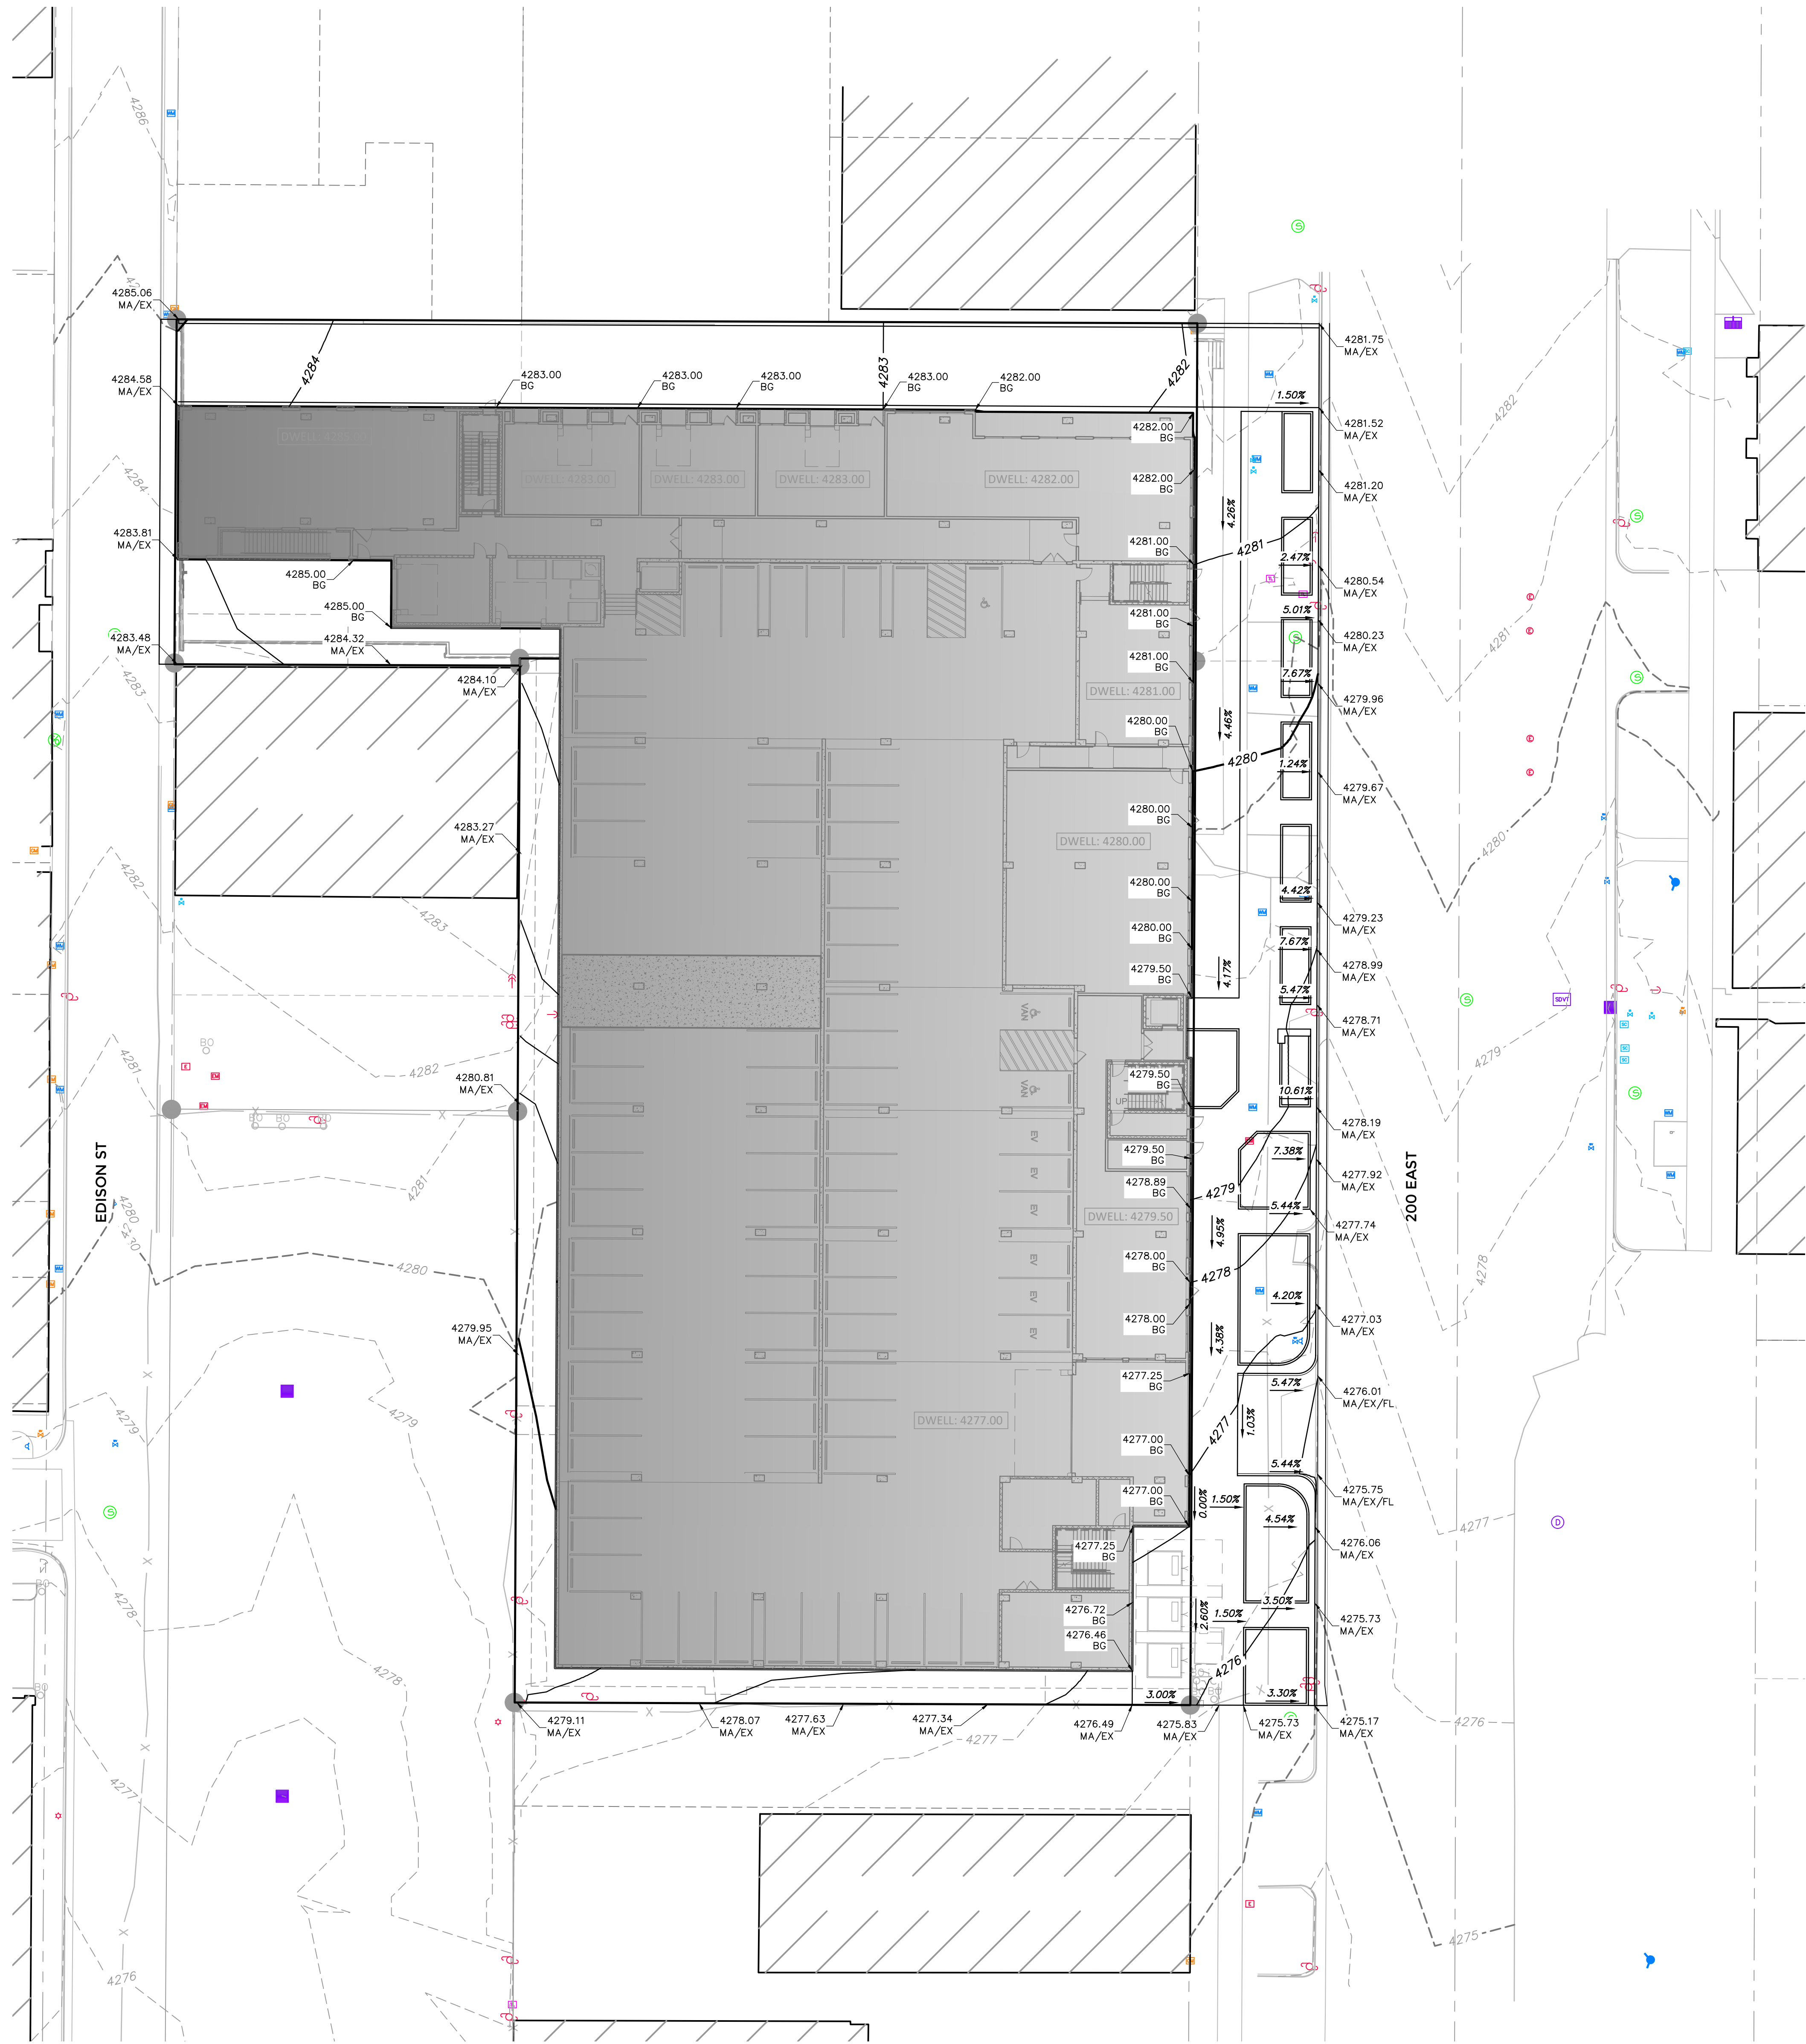 4286
4285.06
MA/EX
4281.75
MA/EX
4284
4283
4282
4284.58
MA/EX
4283.00
BG
4283.00
BG
4283.00
BG
4283.00
BG
4282.00
BG
1.50%
4282
4281.52
MA/EX
4282.00
BG
DWELL: 4283.00
DWELL: 4283.00
DWELL: 4283.00
DWELL: 4282.00
4282.00
BG
4281.20
MA/EX
4284
4.26%
4283.81
MA/EX
4281.00
BG
4281
2.47%
4280.54
MA/EX
4285.00
BG
4285.00
BG
4281.00
BG
5.01%
4280.23
MA/EX
4281
4283.48
MA/EX
4284.32
MA/EX
4281.00
BG
7.67%
4284.10
MA/EX
DWELL: 4281.00
4279.96
MA/EX
4283
4280.00
BG
4.46%
4280
1.24%
4279.67
MA/EX
4283.27
MA/EX
4280.00
BG
DWELL: 4280.00
4280
4282
4280.00
BG
4.42%
4279.23
MA/EX
4283
4280.00
BG
7.67%
4278.99
MA/EX
4279.50
BG
4.17%
5.47%
4278.71
MA/EX
SDVT
VAN
BO
4281
4282
4280.81
MA/EX
VAN
4279.50
BG
UP
10.61%
4279
BO
BO
BO
X
X
4278.19
MA/EX
EV
EDISON ST
4279.50
BG
7.38%
4277.92
MA/EX
EV
4281
4278.89
BG
4279
200 EAST
EV
4280
DWELL: 4279.50
4.95%
5.44%
4277.74
MA/EX
4280
4278.00
BG
4278
4278
EV
4.20%
EV
4279.95
MA/EX
4278.00
BG
4.38%
4277.03
MA/EX
4277.25
BG
5.47%
4276.01
MA/EX/FL
4279
4279
DWELL: 4277.00
4277
1.03%
4277.00
BG
5.44%
4277.00
BG
0.00%
1.50%
4275.75
MA/EX/FL
4277
D
4277.25
BG
4.54%
4276.06
MA/EX
4278
4276.72
BG
2.60%
1.50%
3.50%
4275.73
MA/EX
4276.46
BG
4278
4276
3.00%
3.30%
4279.11
MA/EX
4278.07
MA/EX
4277.63
MA/EX
4277.34
MA/EX
4276.49
MA/EX
4275.83
MA/EX
4275.73
MA/EX
4275.17
MA/EX
4276
4277
4277
4275
4276